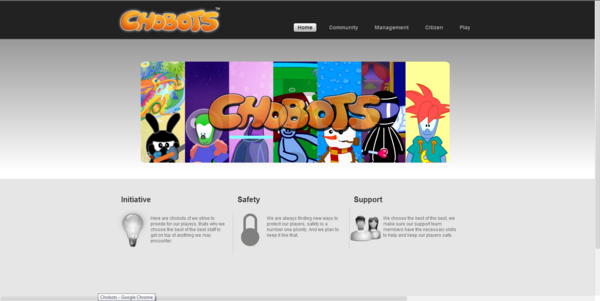 CHOBOTS™
Home Community Management Citizen Play
CHOBOTS
Initiative
Here are chobots of we strive to
provide for our players, thats why we
choose the best of the best staff to
get on top of anything we may
encounter.
Safety
We are always finding new ways to
protect our players, safety is a
number one priority. And we plan to
keep it like that.
Support
We choose the best of the best, we
make sure our support team
members have the necessary skills
to help and keep our players safe.
Chobots - Google Chrome